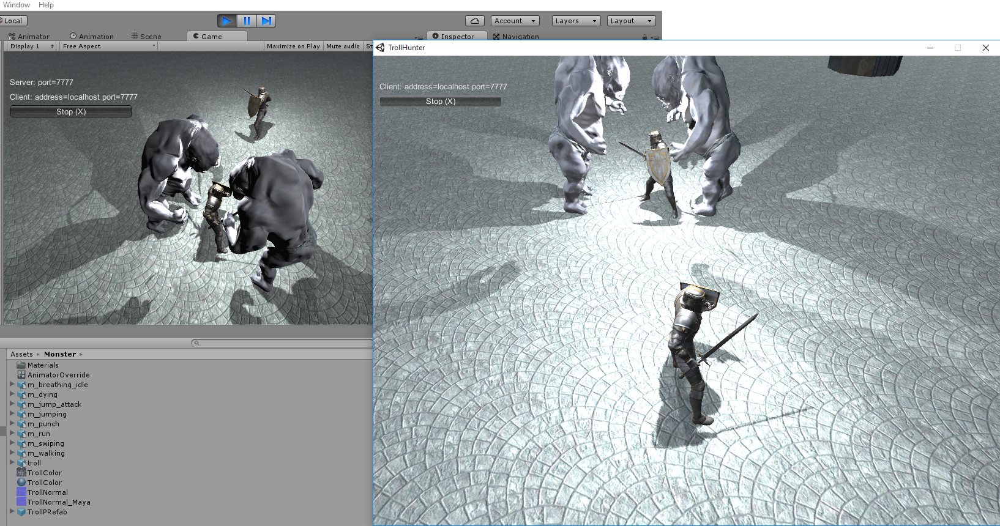 Window Help
Local Account Layers Layout
Animator Animation Scene Game Inspector Navigation
Display 1 Free Aspect Maximize on Play Mute audio St
TrollHunter
Server: port=7777
Client: address=localhost port=7777
Stop (X)
Client: address=localhost port=7777
Stop (X)
Assets Monster
Materials
AnimatorOverride
m_breathing_idle
m_dying
m_jump_attack
m_jumping
m_punch
m_run
m_swiping
m_walking
troll
TrollColor
TrollColor
TrollNormal
TrollNormal_Maya
TrollPRefab